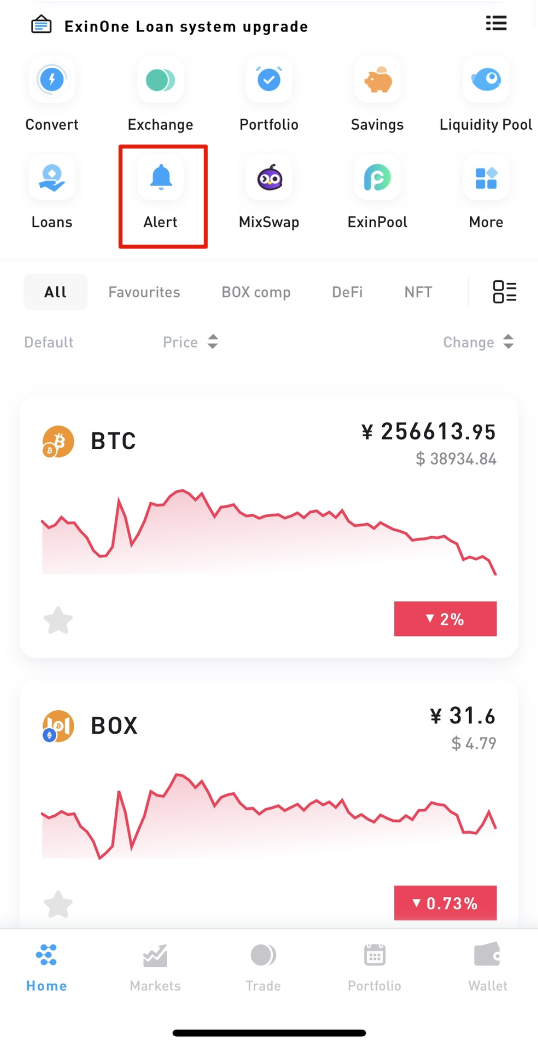 ExinOne Loan system upgrade
Convert Exchange Portfolio Savings Liquidity Pool
Loans Alert MixSwap ExinPool More
All Favourites BOX comp DeFi NFT
Default Price Change
BTC ¥ 256613.95
$ 38934.84
▼ 2%
BOX ¥ 31.6
$ 4.79
▼ 0.73%
Home Markets Trade Portfolio Wallet